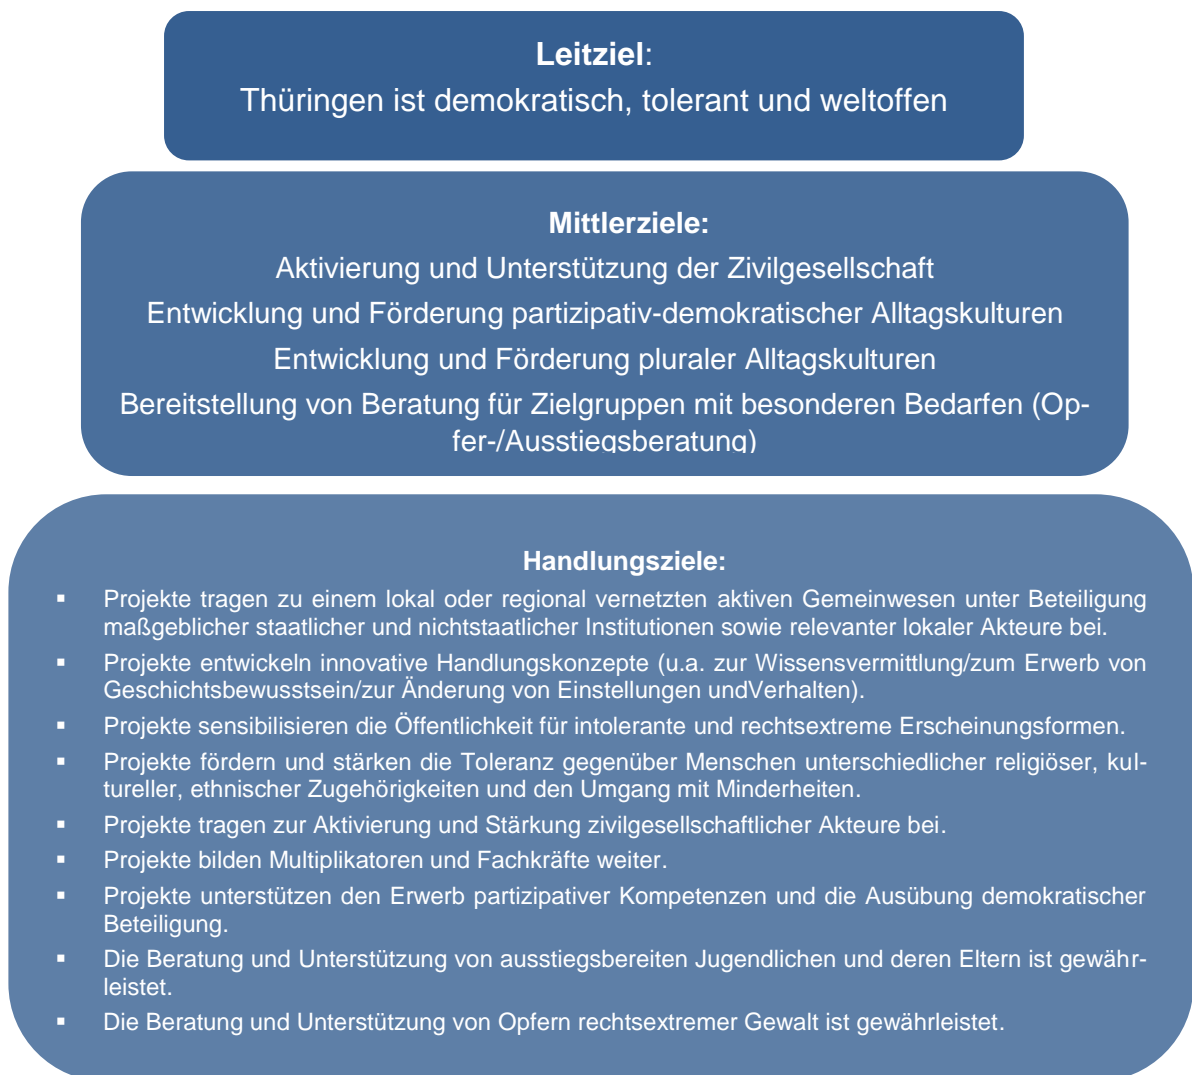 Leitziel:
Thüringen ist demokratisch, tolerant und weltoffen
Mittlerziele:
Aktivierung und Unterstützung der Zivilgesellschaft
Entwicklung und Förderung partizipativ-demokratischer Alltagskulturen
Entwicklung und Förderung pluraler Alltagskulturen
Bereitstellung von Beratung für Zielgruppen mit besonderen Bedarfen (Op-
fer-/Ausstiegsberatung)
Handlungsziele:
▪ Projekte tragen zu einem lokal oder regional vernetzten aktiven Gemeinwesen unter Beteiligung
maßgeblicher staatlicher und nichtstaatlicher Institutionen sowie relevanter lokaler Akteure bei.
▪ Projekte entwickeln innovative Handlungskonzepte (u.a. zur Wissensvermittlung/zum Erwerb von
Geschichtsbewusstsein/zur Änderung von Einstellungen undVerhalten).
▪ Projekte sensibilisieren die Öffentlichkeit für intolerante und rechtsextreme Erscheinungsformen.
▪ Projekte fördern und stärken die Toleranz gegenüber Menschen unterschiedlicher religiöser, kul-
tureller, ethnischer Zugehörigkeiten und den Umgang mit Minderheiten.
▪ Projekte tragen zur Aktivierung und Stärkung zivilgesellschaftlicher Akteure bei.
▪ Projekte bilden Multiplikatoren und Fachkräfte weiter.
▪ Projekte unterstützen den Erwerb partizipativer Kompetenzen und die Ausübung demokratischer
Beteiligung.
▪ Die Beratung und Unterstützung von ausstiegsbereiten Jugendlichen und deren Eltern ist gewähr-
leistet.
▪ Die Beratung und Unterstützung von Opfern rechtsextremer Gewalt ist gewährleistet.